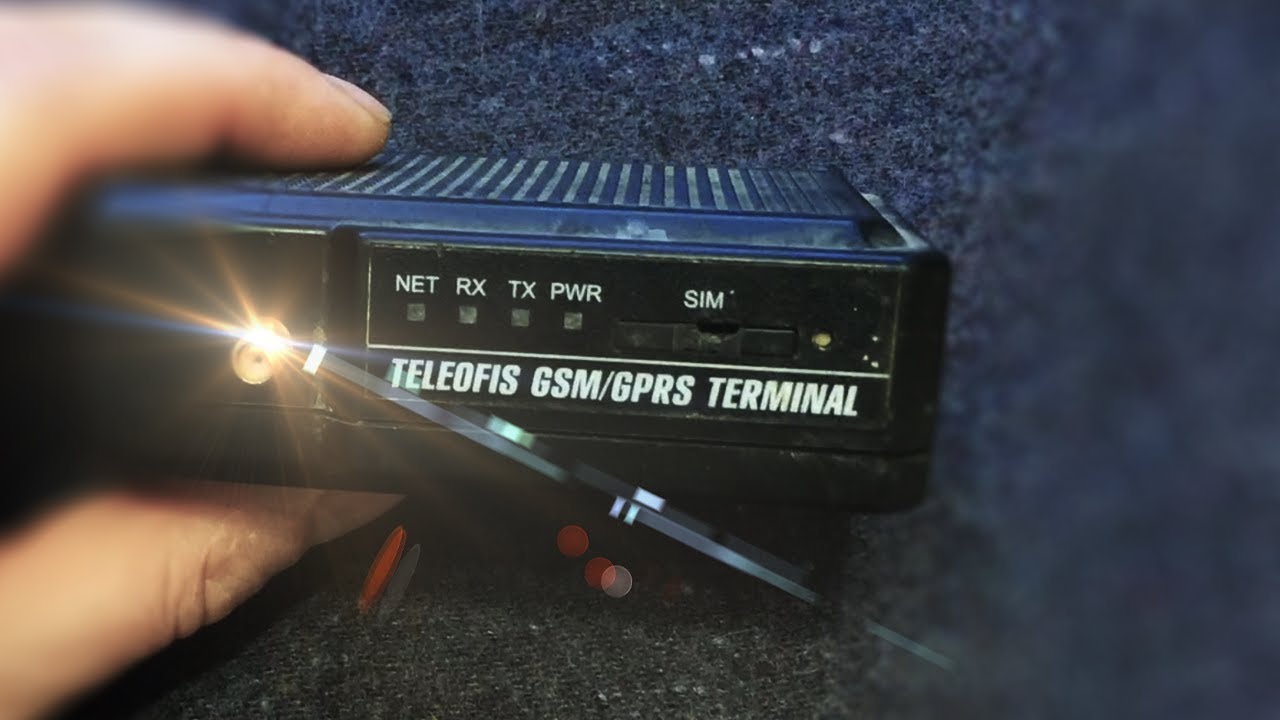 NET RX TX PWR SIM
TELEOFIS GSM/GPRS TERMINAL